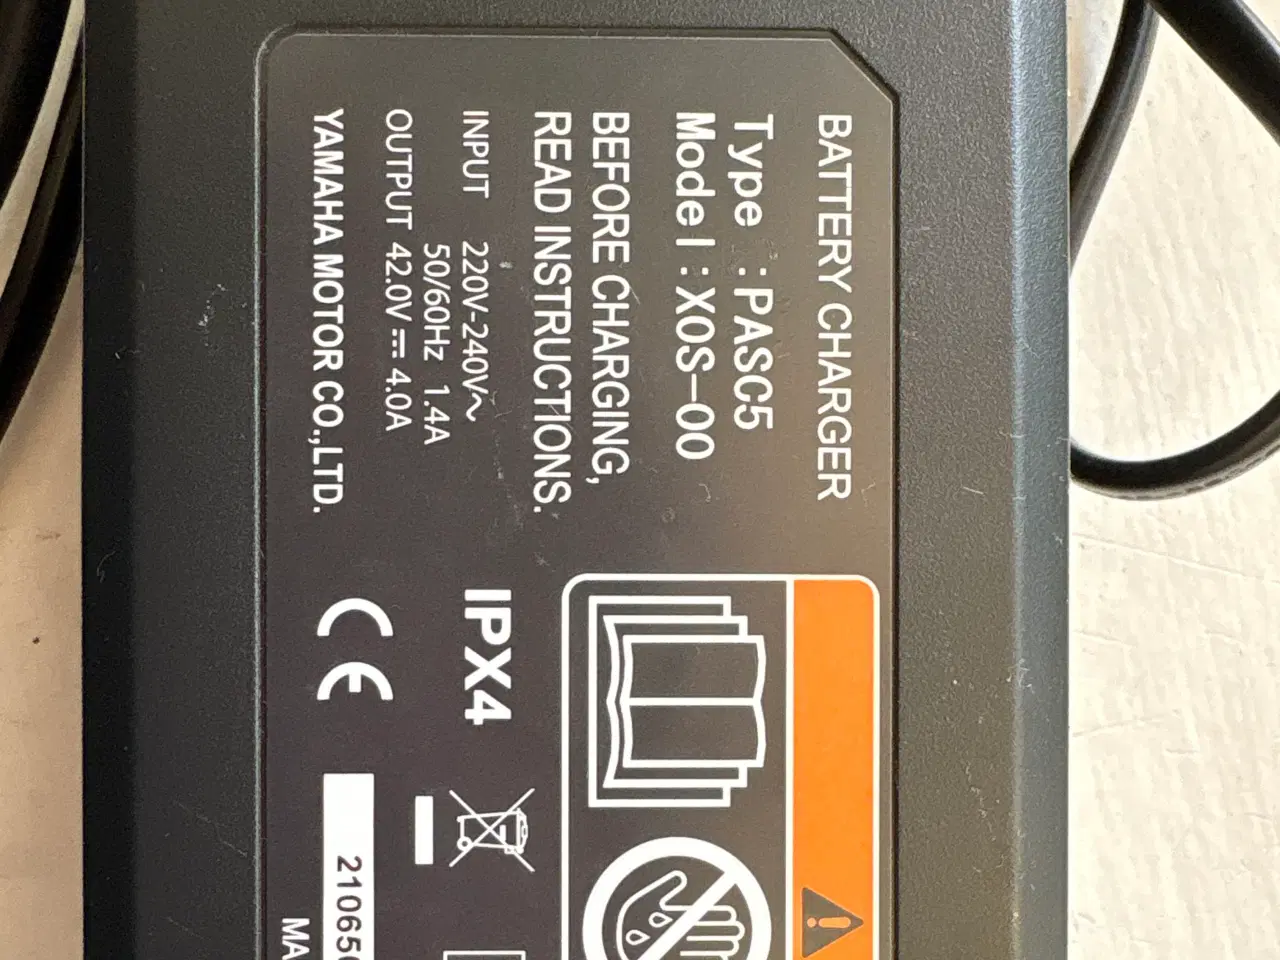 BATTERY CHARGER
Type :PASC5
Model:X0S-00
BEFORE CHARGING,
READ INSTRUCTIONS.
INPUT 220V-240V~
50/60Hz 1.4A
OUTPUT 42.0V⎓4.0A
YAMAHA MOTOR CO.,LTD.
IPX4
CE